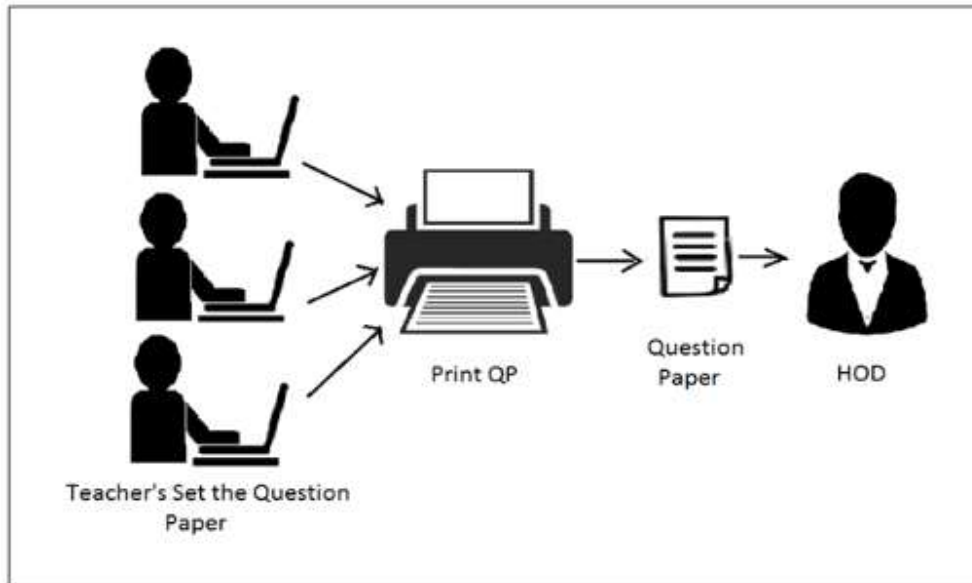 Print QP
Question
Paper
HOD
Teacher's Set the Question
Paper